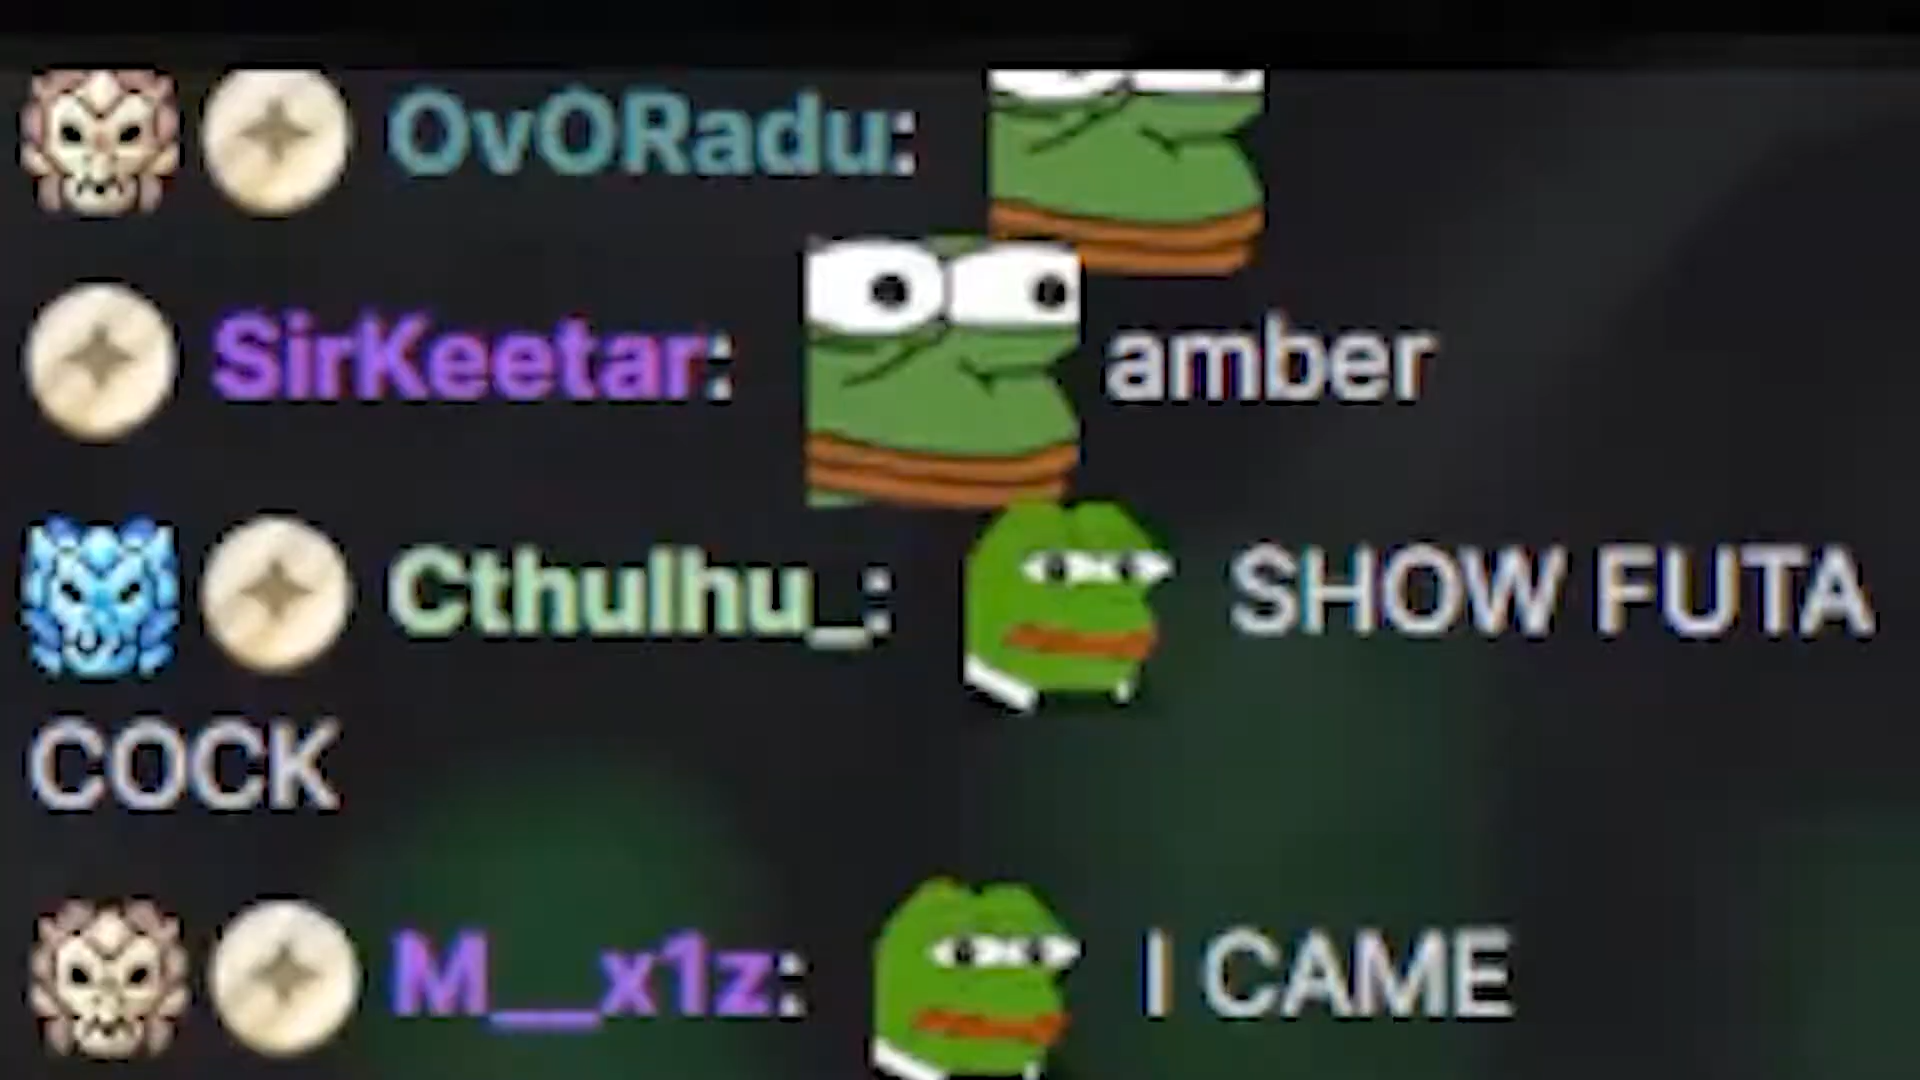 OvORadu:
SirKeetar: amber
Cthulhu_: SHOW FUTA
COCK
M__x1z: I CAME